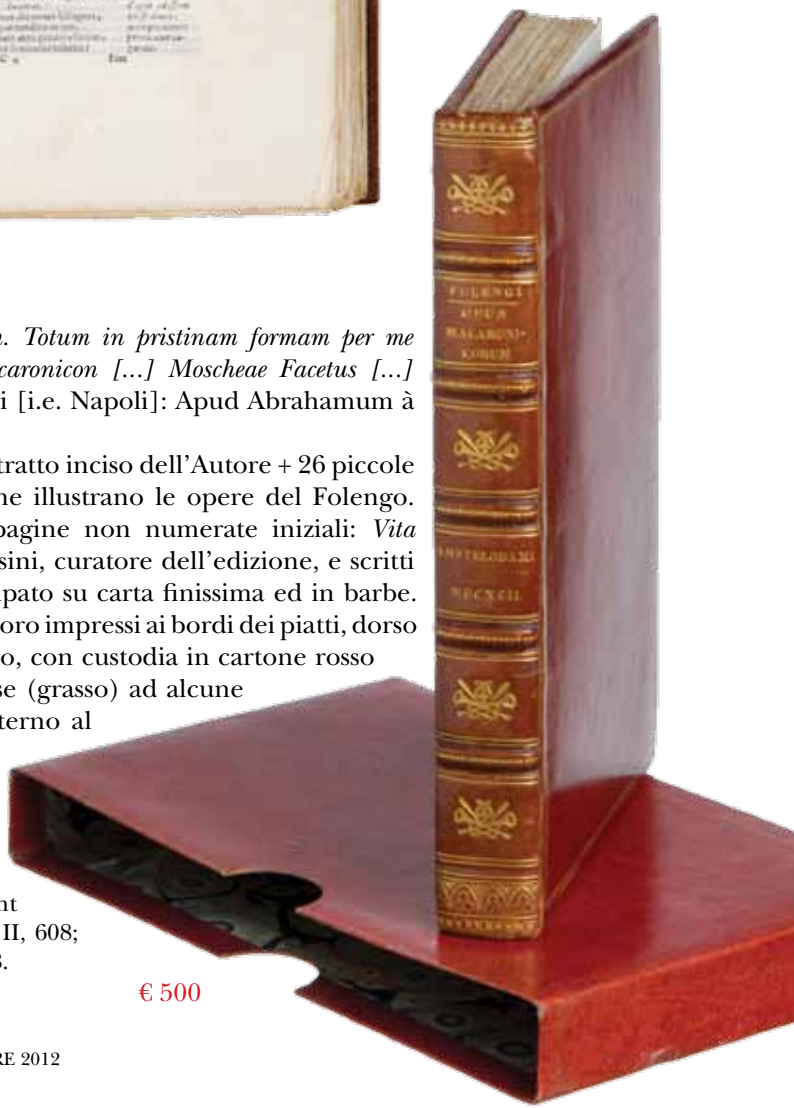 n. Totum in pristinam formam per me
caronicon [...] Moscheae Facetus [...]
i [i.e. Napoli]: Apud Abrahamum à
tratto inciso dell'Autore + 26 piccole
ne illustrano le opere del Folengo.
pagine non numerate iniziali: Vita
sini, curatore dell'edizione, e scritti
pato su carta finissima ed in barbe.
oro impressi ai bordi dei piatti, dorso
o, con custodia in cartone rosso
se (grasso) ad alcune
terno al
nt
II, 608;
€ 500
RE 2012
FOLENGI
OPUS
MACARONI-
CORUM
AMSTELODAMI
MDCXCII.